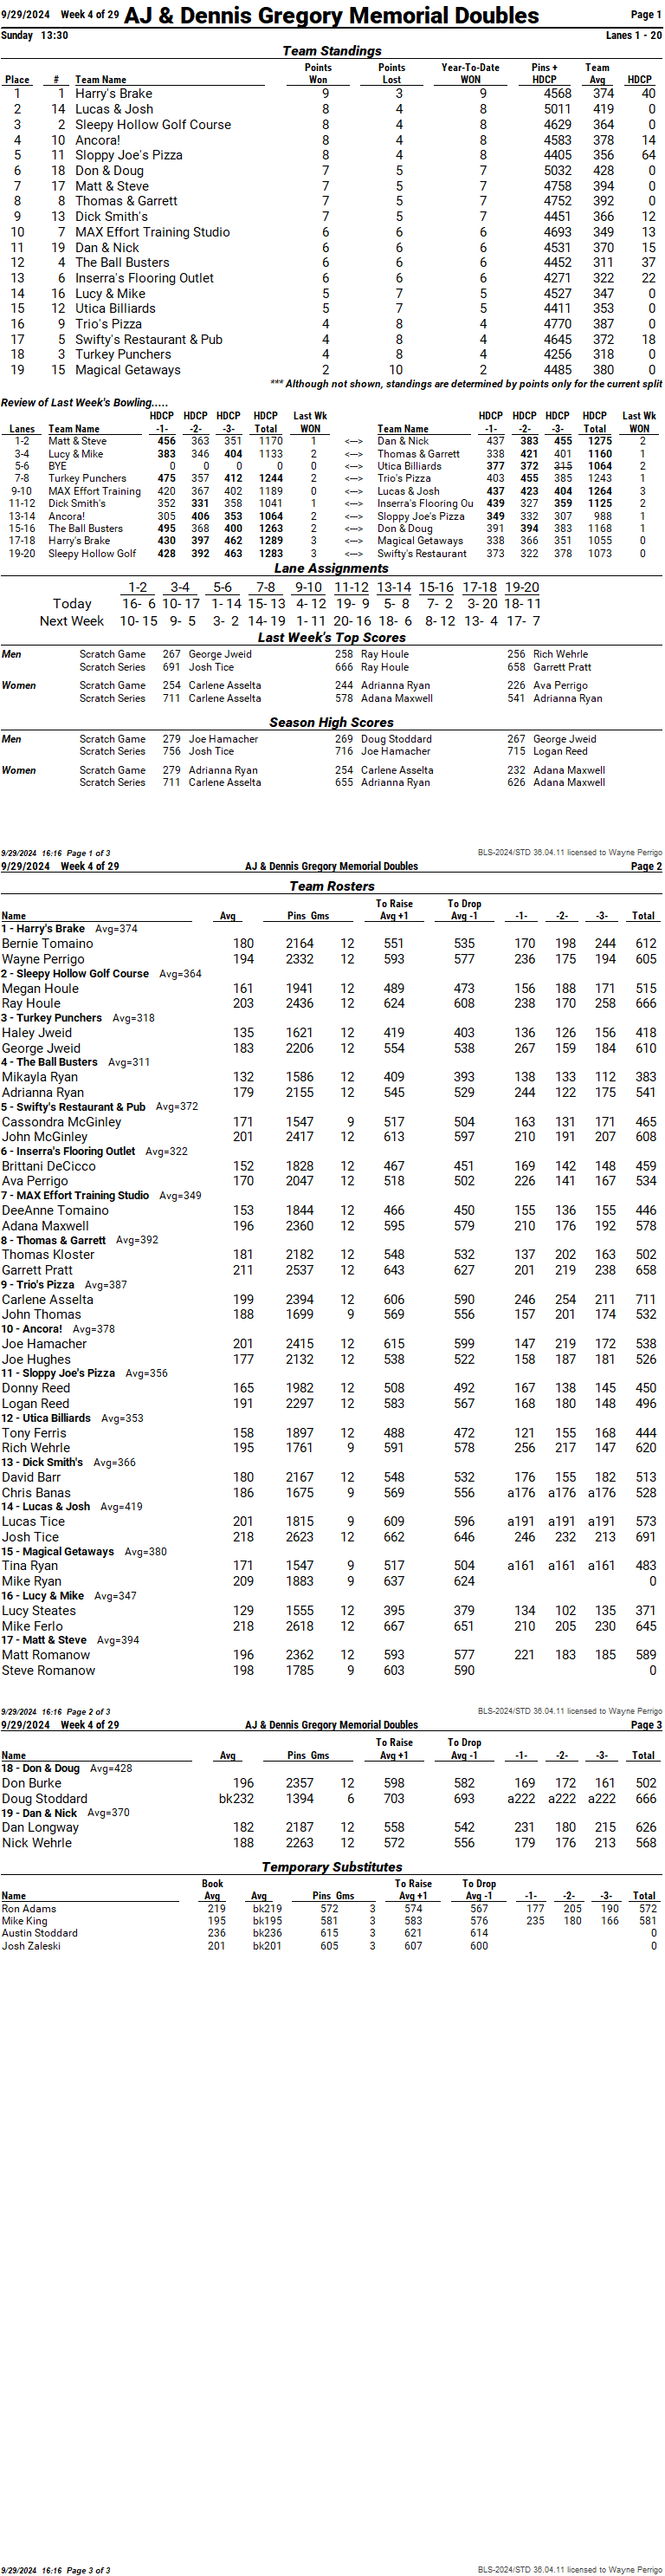 9/29/2024 Week 4 of 29 AJ & Dennis Gregory Memorial Doubles Page 1
Sunday 13:30 Lanes 1 - 20
Team Standings
Points Points Year-To-Date Pins + Team
Place # Team Name Won Lost WON HDCP Avg HDCP
1 1 Harry's Brake 9 3 9 4568 374 40
2 14 Lucas & Josh 8 4 8 5011 419 0
3 2 Sleepy Hollow Golf Course 8 4 8 4629 364 0
4 10 Ancora! 8 4 8 4583 378 14
5 11 Sloppy Joe's Pizza 8 4 8 4405 356 64
6 18 Don & Doug 7 5 7 5032 428 0
7 17 Matt & Steve 7 5 7 4758 394 0
8 8 Thomas & Garrett 7 5 7 4752 392 0
9 13 Dick Smith's 7 5 7 4451 366 12
10 7 MAX Effort Training Studio 6 6 6 4693 349 13
11 19 Dan & Nick 6 6 6 4531 370 15
12 4 The Ball Busters 6 6 6 4452 311 37
13 6 Inserra's Flooring Outlet 6 6 6 4271 322 22
14 16 Lucy & Mike 5 7 5 4527 347 0
15 12 Utica Billiards 5 7 5 4411 353 0
16 9 Trio's Pizza 4 8 4 4770 387 0
17 5 Swifty's Restaurant & Pub 4 8 4 4645 372 18
18 3 Turkey Punchers 4 8 4 4256 318 0
19 15 Magical Getaways 2 10 2 4485 380 0
*** Although not shown, standings are determined by points only for the current split
Review of Last Week's Bowling.....
HDCP HDCP HDCP HDCP Last Wk HDCP HDCP HDCP HDCP Last Wk
Lanes Team Name -1- -2- -3- Total WON Team Name -1- -2- -3- Total WON
1-2 Matt & Steve 456 363 351 1170 1 <---> Dan & Nick 437 383 455 1275 2
3-4 Lucy & Mike 383 346 404 1133 2 <---> Thomas & Garrett 338 421 401 1160 1
5-6 BYE 0 0 0 0 0 <---> Utica Billiards 377 372 315 1064 2
7-8 Turkey Punchers 475 357 412 1244 2 <---> Trio's Pizza 403 455 385 1243 1
9-10 MAX Effort Training 420 367 402 1189 0 <---> Lucas & Josh 437 423 404 1264 3
11-12 Dick Smith's 352 331 358 1041 1 <---> Inserra's Flooring Ou 439 327 359 1125 2
13-14 Ancora! 305 406 353 1064 2 <---> Sloppy Joe's Pizza 349 332 307 988 1
15-16 The Ball Busters 495 368 400 1263 2 <---> Don & Doug 391 394 383 1168 1
17-18 Harry's Brake 430 397 462 1289 3 <---> Magical Getaways 338 366 351 1055 0
19-20 Sleepy Hollow Golf 428 392 463 1283 3 <---> Swifty's Restaurant 373 322 378 1073 0
Lane Assignments
1-2 3-4 5-6 7-8 9-10 11-12 13-14 15-16 17-18 19-20
Today 16- 6 10- 17 1- 14 15- 13 4- 12 19- 9 5- 8 7- 2 3- 20 18- 11
Next Week 10- 15 9- 5 3- 2 14- 19 1- 11 20- 16 18- 6 8- 12 13- 4 17- 7
Last Week's Top Scores
Men Scratch Game 267 George Jweid 258 Ray Houle 256 Rich Wehrle
Scratch Series 691 Josh Tice 666 Ray Houle 658 Garrett Pratt
Women Scratch Game 254 Carlene Asselta 244 Adrianna Ryan 226 Ava Perrigo
Scratch Series 711 Carlene Asselta 578 Adana Maxwell 541 Adrianna Ryan
Season High Scores
Men Scratch Game 279 Joe Hamacher 269 Doug Stoddard 267 George Jweid
Scratch Series 756 Josh Tice 716 Joe Hamacher 715 Logan Reed
Women Scratch Game 279 Adrianna Ryan 254 Carlene Asselta 232 Adana Maxwell
Scratch Series 711 Carlene Asselta 655 Adrianna Ryan 626 Adana Maxwell
9/29/2024 16:16 Page 1 of 3 BLS-2024/STD 36.04.11 licensed to Wayne Perrigo
9/29/2024 Week 4 of 29 AJ & Dennis Gregory Memorial Doubles Page 2
Team Rosters
To Raise To Drop
Name Avg Pins Gms Avg +1 Avg -1 -1- -2- -3- Total
1 - Harry's Brake Avg=374
Bernie Tomaino 180 2164 12 551 535 170 198 244 612
Wayne Perrigo 194 2332 12 593 577 236 175 194 605
2 - Sleepy Hollow Golf Course Avg=364
Megan Houle 161 1941 12 489 473 156 188 171 515
Ray Houle 203 2436 12 624 608 238 170 258 666
3 - Turkey Punchers Avg=318
Haley Jweid 135 1621 12 419 403 136 126 156 418
George Jweid 183 2206 12 554 538 267 159 184 610
4 - The Ball Busters Avg=311
Mikayla Ryan 132 1586 12 409 393 138 133 112 383
Adrianna Ryan 179 2155 12 545 529 244 122 175 541
5 - Swifty's Restaurant & Pub Avg=372
Cassondra McGinley 171 1547 9 517 504 163 131 171 465
John McGinley 201 2417 12 613 597 210 191 207 608
6 - Inserra's Flooring Outlet Avg=322
Brittani DeCicco 152 1828 12 467 451 169 142 148 459
Ava Perrigo 170 2047 12 518 502 226 141 167 534
7 - MAX Effort Training Studio Avg=349
DeeAnne Tomaino 153 1844 12 466 450 155 136 155 446
Adana Maxwell 196 2360 12 595 579 210 176 192 578
8 - Thomas & Garrett Avg=392
Thomas Kloster 181 2182 12 548 532 137 202 163 502
Garrett Pratt 211 2537 12 643 627 201 219 238 658
9 - Trio's Pizza Avg=387
Carlene Asselta 199 2394 12 606 590 246 254 211 711
John Thomas 188 1699 9 569 556 157 201 174 532
10 - Ancora! Avg=378
Joe Hamacher 201 2415 12 615 599 147 219 172 538
Joe Hughes 177 2132 12 538 522 158 187 181 526
11 - Sloppy Joe's Pizza Avg=356
Donny Reed 165 1982 12 508 492 167 138 145 450
Logan Reed 191 2297 12 583 567 168 180 148 496
12 - Utica Billiards Avg=353
Tony Ferris 158 1897 12 488 472 121 155 168 444
Rich Wehrle 195 1761 9 591 578 256 217 147 620
13 - Dick Smith's Avg=366
David Barr 180 2167 12 548 532 176 155 182 513
Chris Banas 186 1675 9 569 556 a176 a176 a176 528
14 - Lucas & Josh Avg=419
Lucas Tice 201 1815 9 609 596 a191 a191 a191 573
Josh Tice 218 2623 12 662 646 246 232 213 691
15 - Magical Getaways Avg=380
Tina Ryan 171 1547 9 517 504 a161 a161 a161 483
Mike Ryan 209 1883 9 637 624 0
16 - Lucy & Mike Avg=347
Lucy Steates 129 1555 12 395 379 134 102 135 371
Mike Ferlo 218 2618 12 667 651 210 205 230 645
17 - Matt & Steve Avg=394
Matt Romanow 196 2362 12 593 577 221 183 185 589
Steve Romanow 198 1785 9 603 590 0
9/29/2024 16:16 Page 2 of 3 BLS-2024/STD 36.04.11 licensed to Wayne Perrigo
9/29/2024 Week 4 of 29 AJ & Dennis Gregory Memorial Doubles Page 3
To Raise To Drop
Name Avg Pins Gms Avg +1 Avg -1 -1- -2- -3- Total
18 - Don & Doug Avg=428
Don Burke 196 2357 12 598 582 169 172 161 502
Doug Stoddard bk232 1394 6 703 693 a222 a222 a222 666
19 - Dan & Nick Avg=370
Dan Longway 182 2187 12 558 542 231 180 215 626
Nick Wehrle 188 2263 12 572 556 179 176 213 568
Temporary Substitutes
Book To Raise To Drop
Name Avg Avg Pins Gms Avg +1 Avg -1 -1- -2- -3- Total
Ron Adams 219 bk219 572 3 574 567 177 205 190 572
Mike King 195 bk195 581 3 583 576 235 180 166 581
Austin Stoddard 236 bk236 615 3 621 614 0
Josh Zaleski 201 bk201 605 3 607 600 0
9/29/2024 16:16 Page 3 of 3 BLS-2024/STD 36.04.11 licensed to Wayne Perrigo